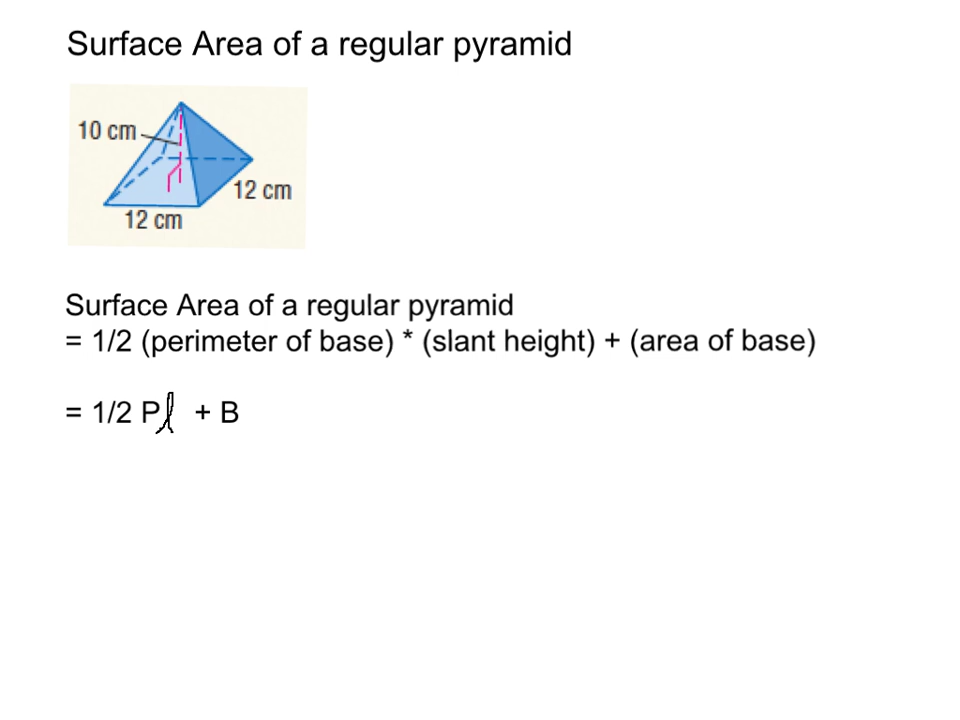 Surface Area of a regular pyramid
10 cm
12 cm
12 cm
Surface Area of a regular pyramid
= 1/2 (perimeter of base) * (slant height) + (area of base)
= 1/2 Pl + B